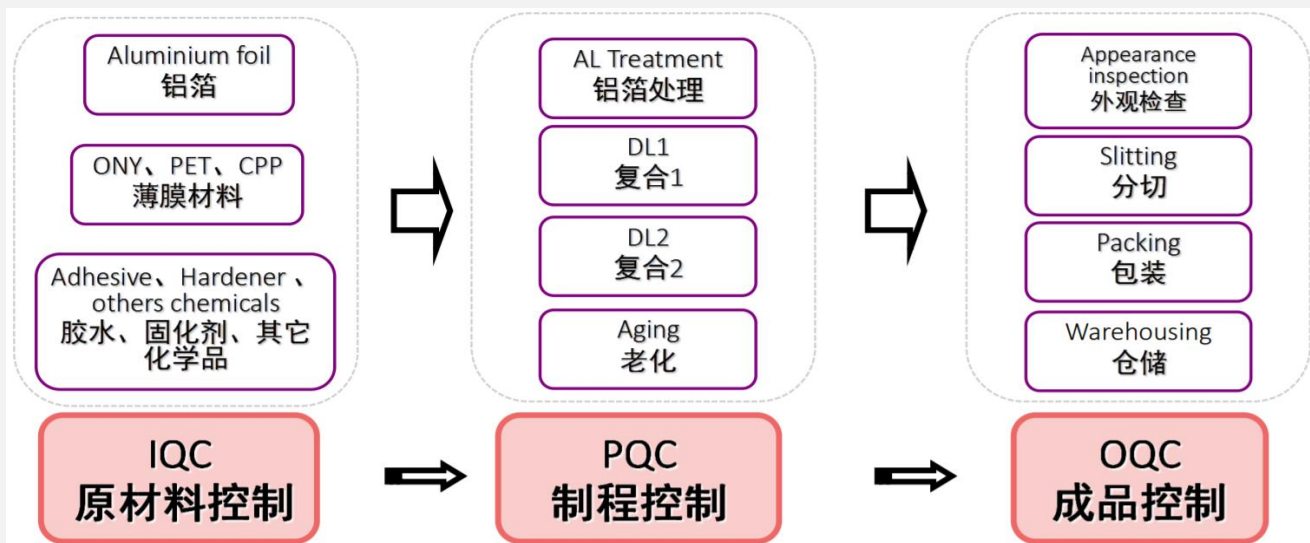 Aluminium foil
铝箔
ONY、PET、CPP
薄膜材料
Adhesive、Hardener 、
others chemicals
胶水、固化剂、其它
化学品
IQC
原材料控制
AL Treatment
铝箔处理
DL1
复合1
DL2
复合2
Aging
老化
PQC
制程控制
Appearance
inspection
外观检查
Slitting
分切
Packing
包装
Warehousing
仓储
OQC
成品控制